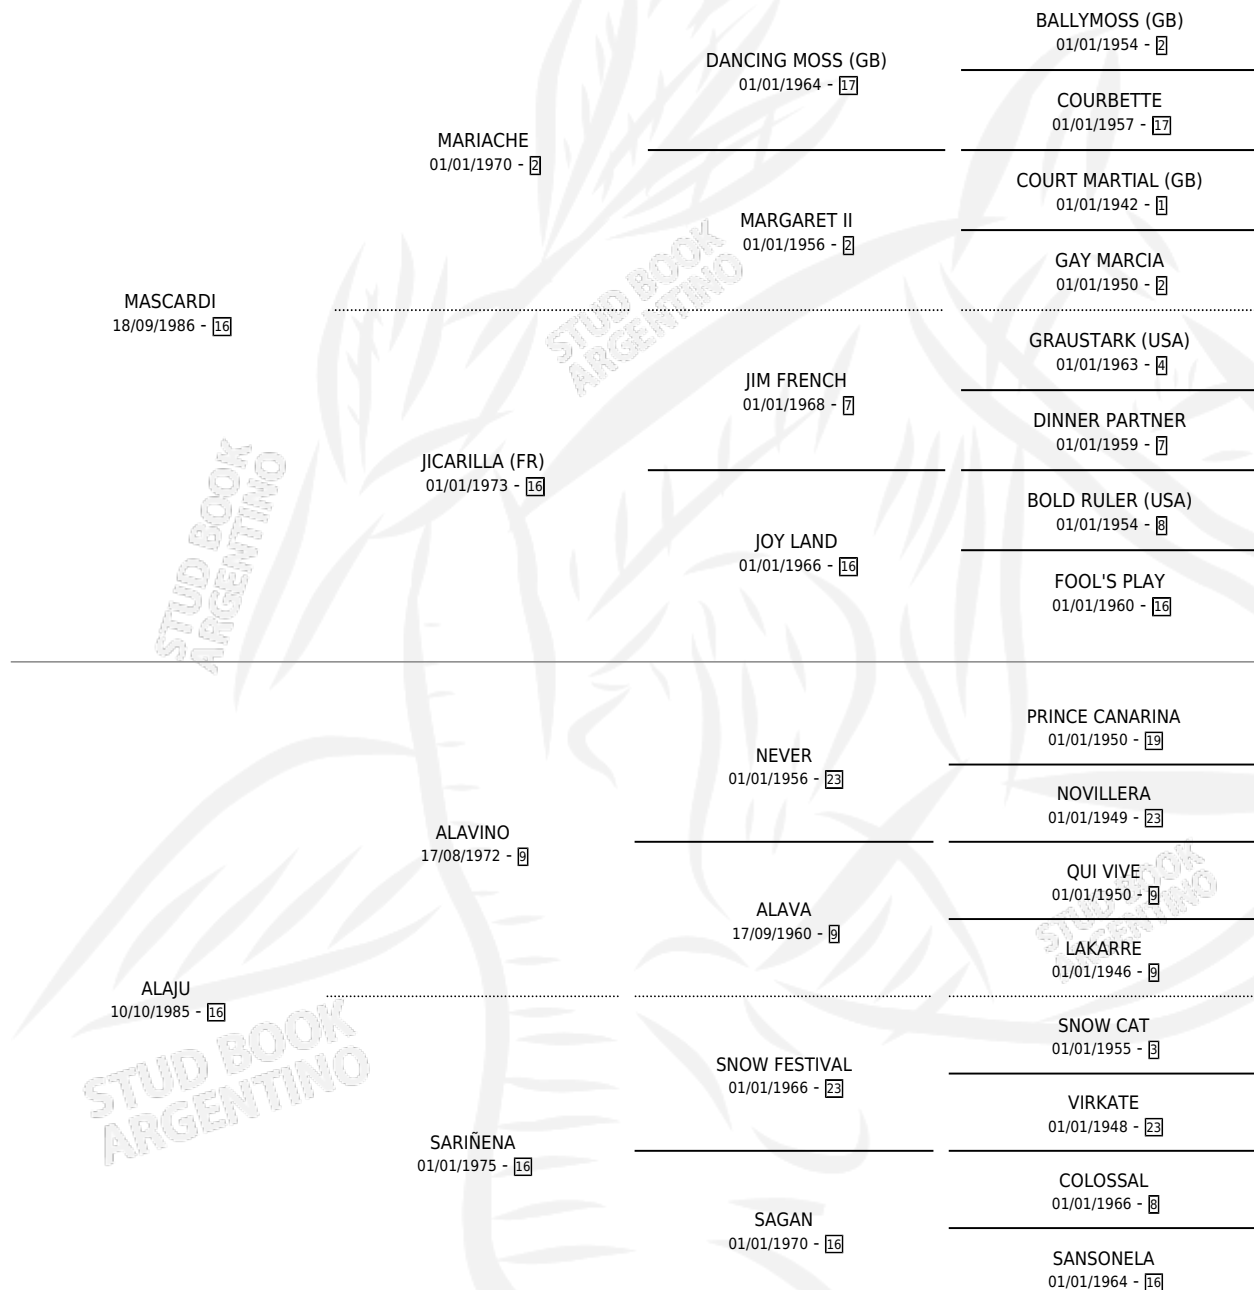 BALLYMOSS (GB)
01/01/1954 - 2
DANCING MOSS (GB)
01/01/1964 - 17
COURBETTE
01/01/1957 - 17
MARIACHE
01/01/1970 - 2
COURT MARTIAL (GB)
01/01/1942 - 1
MARGARET II
01/01/1956 - 2
GAY MARCIA
01/01/1950 - 2
MASCARDI
18/09/1986 - 16
GRAUSTARK (USA)
01/01/1963 - 4
JIM FRENCH
01/01/1968 - 7
DINNER PARTNER
01/01/1959 - 7
JICARILLA (FR)
01/01/1973 - 16
BOLD RULER (USA)
01/01/1954 - 8
JOY LAND
01/01/1966 - 16
FOOL'S PLAY
01/01/1960 - 16
STUD BOOK
ARGENTINO
STUD BOOK
ARGENTINO
PRINCE CANARINA
01/01/1950 - 19
NEVER
01/01/1956 - 23
NOVILLERA
01/01/1949 - 23
ALAVINO
17/08/1972 - 9
QUI VIVE
01/01/1950 - 9
ALAVA
17/09/1960 - 9
LAKARRE
01/01/1946 - 9
ALAJU
10/10/1985 - 16
SNOW CAT
01/01/1955 - 3
SNOW FESTIVAL
01/01/1966 - 23
VIRKATE
01/01/1948 - 23
SARIÑENA
01/01/1975 - 16
COLOSSAL
01/01/1966 - 8
SAGAN
01/01/1970 - 16
SANSONELA
01/01/1964 - 16
STUD BOOK
ARGENTINO
STUD BOOK
ARGENTINO